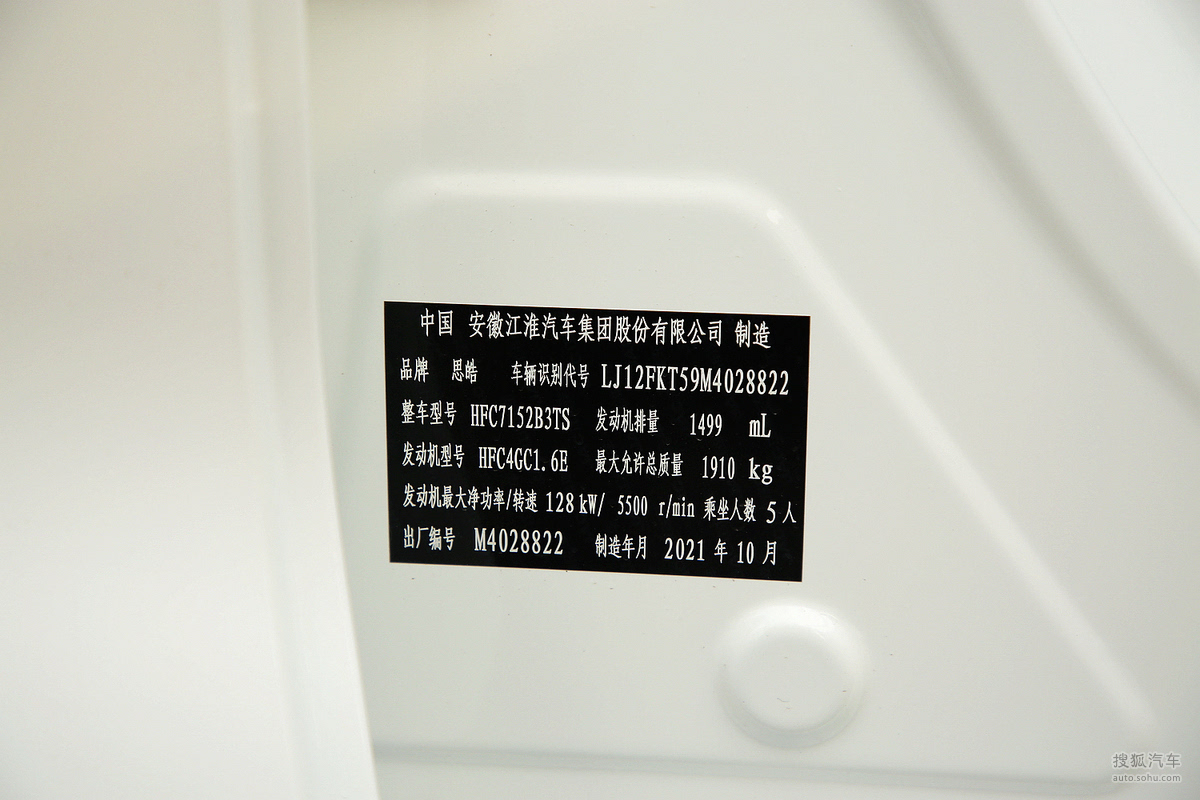 中国 安徽江淮汽车集团股份有限公司 制造
品牌 思皓 车辆识别代号 LJ12FKT59M4028822
整车型号 HFC7152B3TS 发动机排量 1499 mL
发动机型号 HFC4GC1.6E 最大允许总质量 1910 kg
发动机最大净功率/转速 128kW/ 5500 r/min 乘坐人数 5人
出厂编号 M4028822 制造年月 2021 年 10 月
搜狐汽车
auto.sohu.com